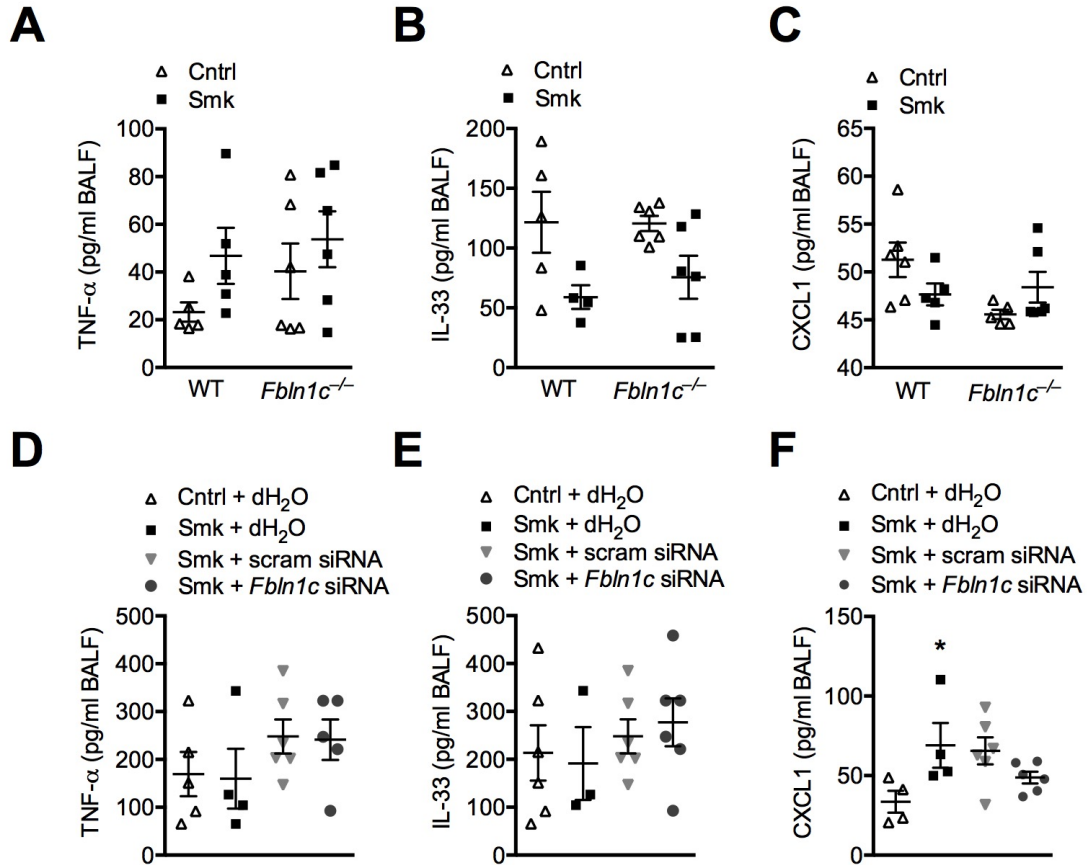 A
Cntrl
Smk
TNF-α (pg/ml BALF)
100
80
60
40
20
0
WT
Fbln1c–/–
B
Cntrl
Smk
IL-33 (pg/ml BALF)
200
150
100
50
0
WT
Fbln1c–/–
C
Cntrl
Smk
CXCL1 (pg/ml BALF)
65
60
55
50
45
40
WT
Fbln1c–/–
D
Cntrl + dH2O
Smk + dH2O
Smk + scram siRNA
Smk + Fbln1c siRNA
TNF-α (pg/ml BALF)
500
400
300
200
100
0
E
Cntrl + dH2O
Smk + dH2O
Smk + scram siRNA
Smk + Fbln1c siRNA
IL-33 (pg/ml BALF)
500
400
300
200
100
0
F
Cntrl + dH2O
Smk + dH2O
Smk + scram siRNA
Smk + Fbln1c siRNA
CXCL1 (pg/ml BALF)
150
100
50
0
*